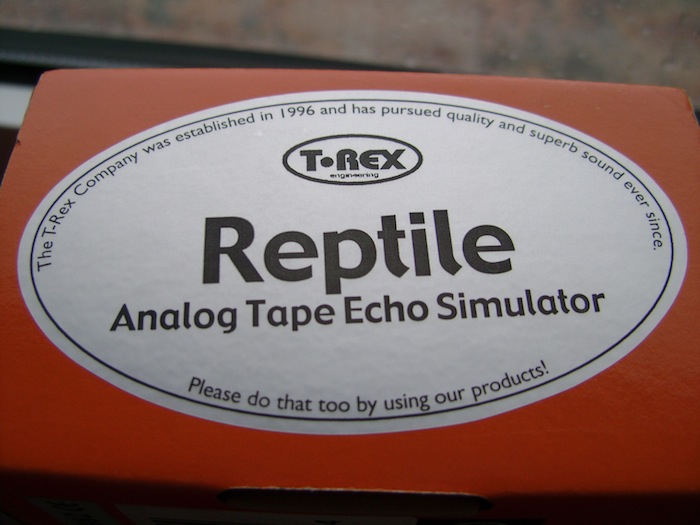 The T-Rex Company was established in 1996 and has pursued quality and superb sound ever since.
T•REX
engineering
Reptile
Analog Tape Echo Simulator
Please do that too by using our products!